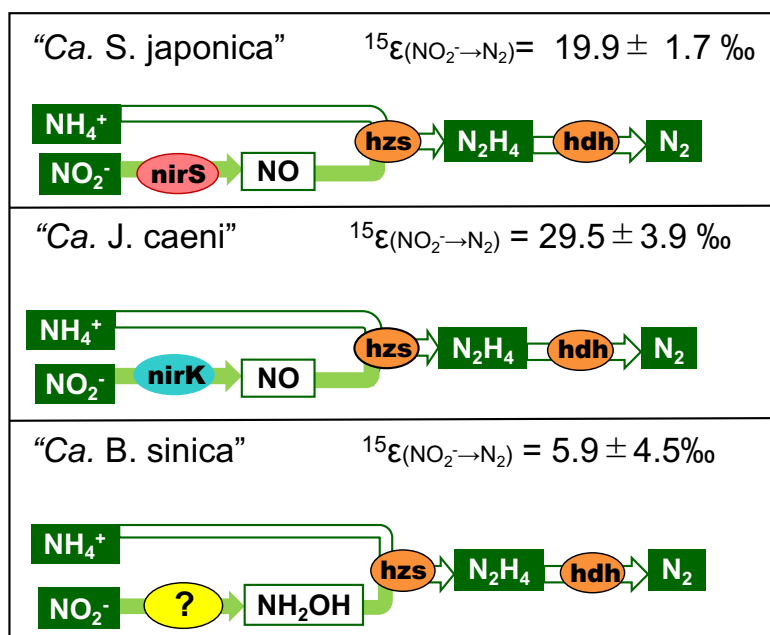 “Ca. S. japonica” ¹⁵ε(NO₂⁻→N₂)= 19.9± 1.7 ‰
NH₄⁺
hzs N₂H₄ hdh N₂
NO₂⁻ nirS NO
“Ca. J. caeni” ¹⁵ε(NO₂⁻→N₂) = 29.5±3.9 ‰
NH₄⁺
hzs N₂H₄ hdh N₂
NO₂⁻ nirK NO
“Ca. B. sinica” ¹⁵ε(NO₂⁻→N₂) = 5.9±4.5‰
NH₄⁺
hzs N₂H₄ hdh N₂
NO₂⁻ ? NH₂OH